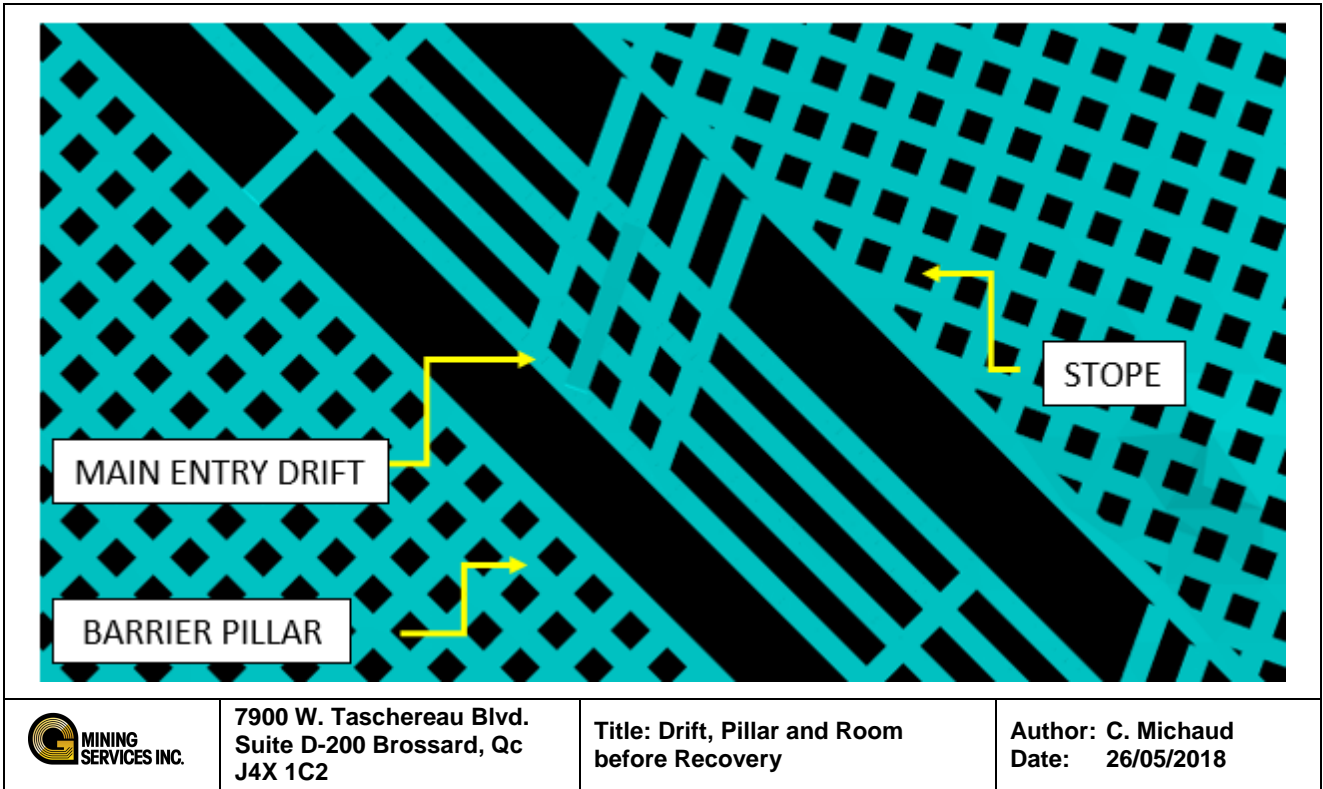 STOPE
MAIN ENTRY DRIFT
BARRIER PILLAR
G MINING
SERVICES INC.
7900 W. Taschereau Blvd.
Suite D-200 Brossard, Qc
J4X 1C2
Title: Drift, Pillar and Room
before Recovery
Author: C. Michaud
Date: 26/05/2018